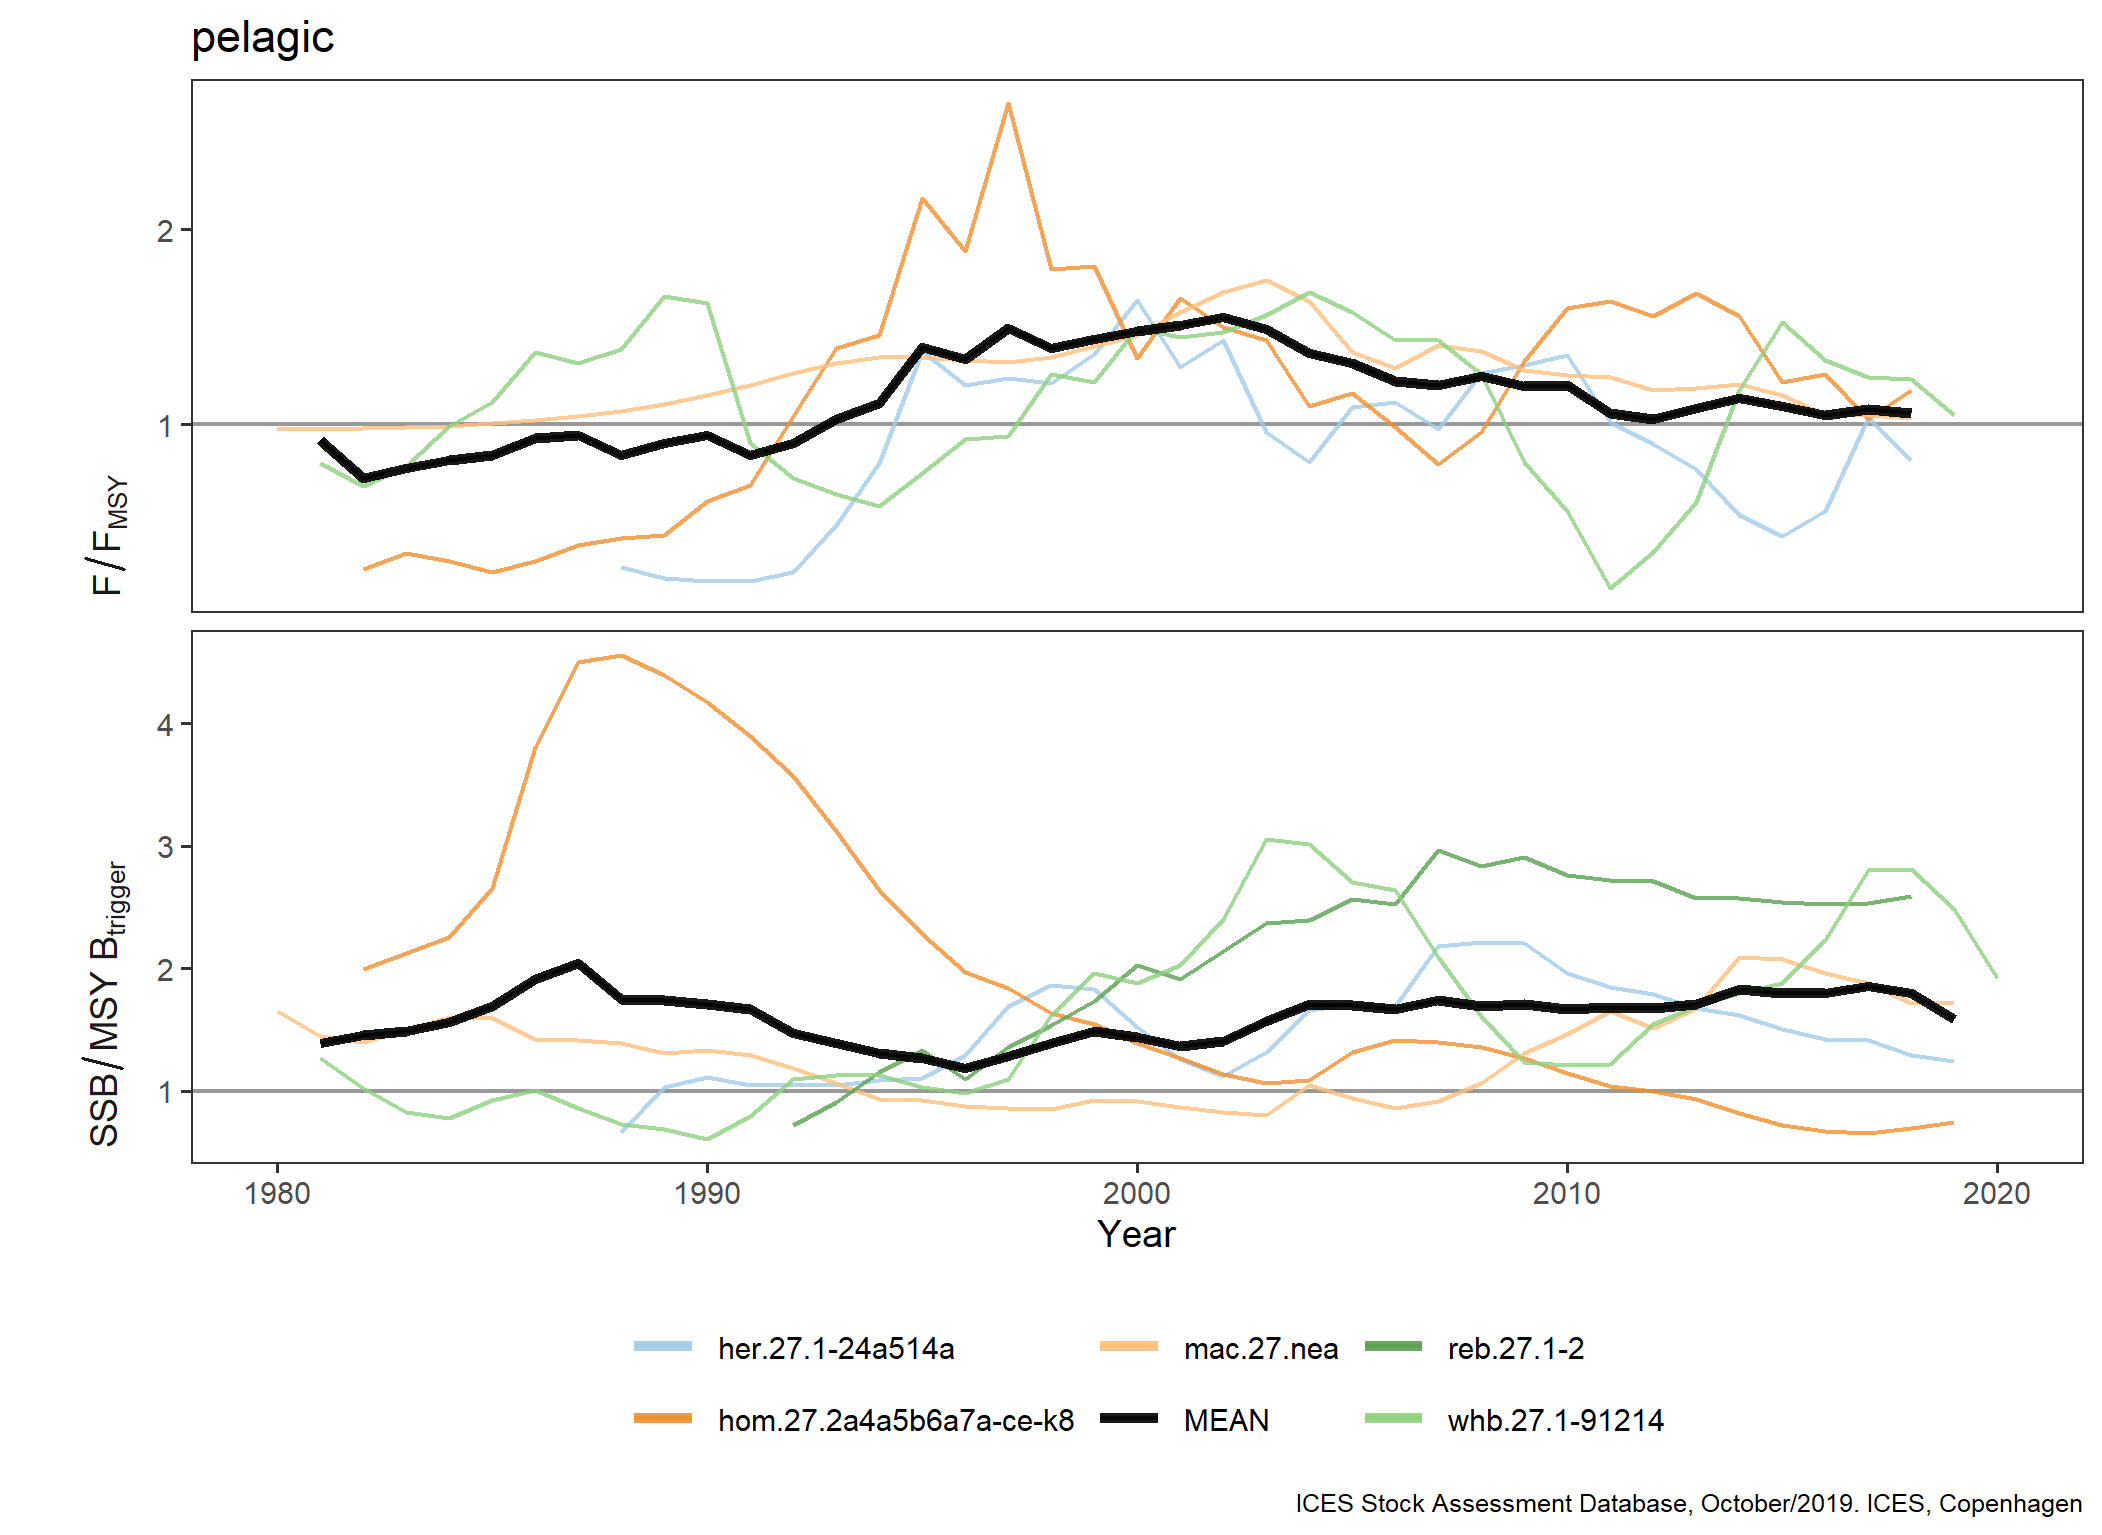 pelagic
2
1
F / FMSY
4
3
2
1
SSB / MSY Btrigger
1980 1990 2000 2010 2020
Year
her.27.1-24a514a mac.27.nea reb.27.1-2
hom.27.2a4a5b6a7a-ce-k8 MEAN whb.27.1-91214
ICES Stock Assessment Database, October/2019. ICES, Copenhagen